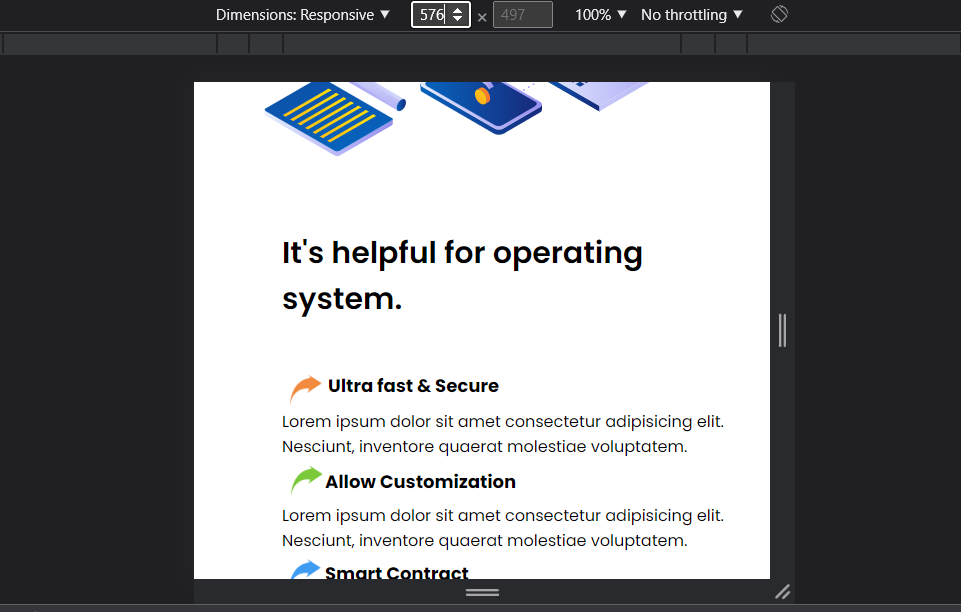 Dimensions: Responsive ▼ 576 × 497 100% ▼ No throttling ▼
It's helpful for operating
system.
Ultra fast & Secure
Lorem ipsum dolor sit amet consectetur adipisicing elit.
Nesciunt, inventore quaerat molestiae voluptatem.
Allow Customization
Lorem ipsum dolor sit amet consectetur adipisicing elit.
Nesciunt, inventore quaerat molestiae voluptatem.
Smart Contract